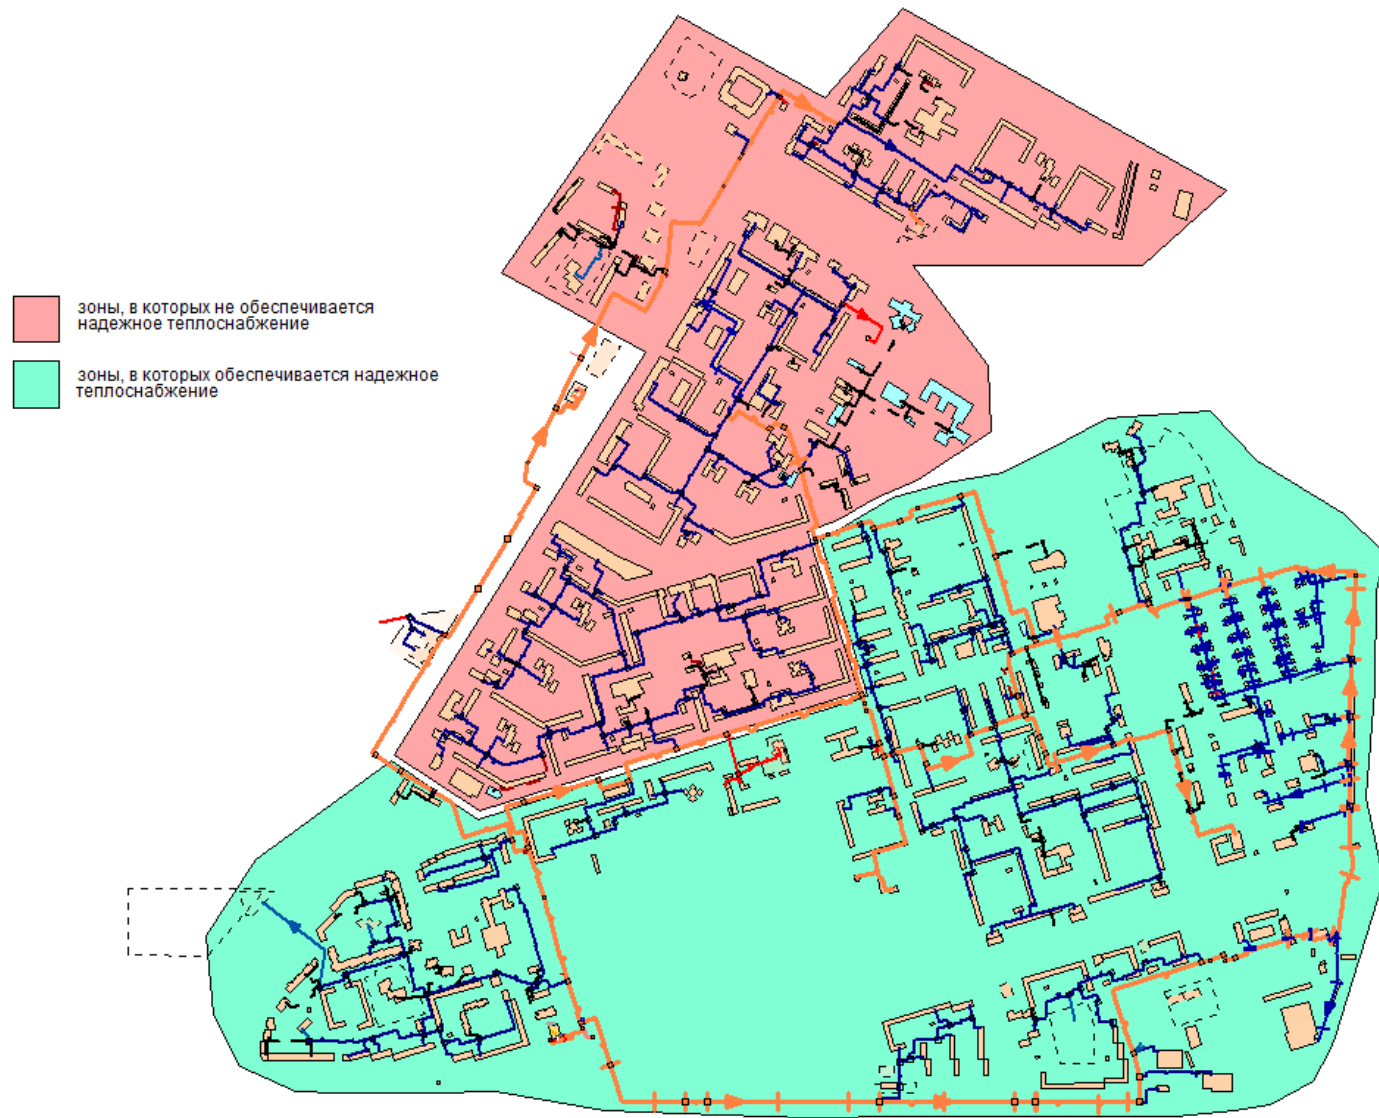 зоны, в которых не обеспечивается
надежное теплоснабжение
зоны, в которых обеспечивается надежное
теплоснабжение